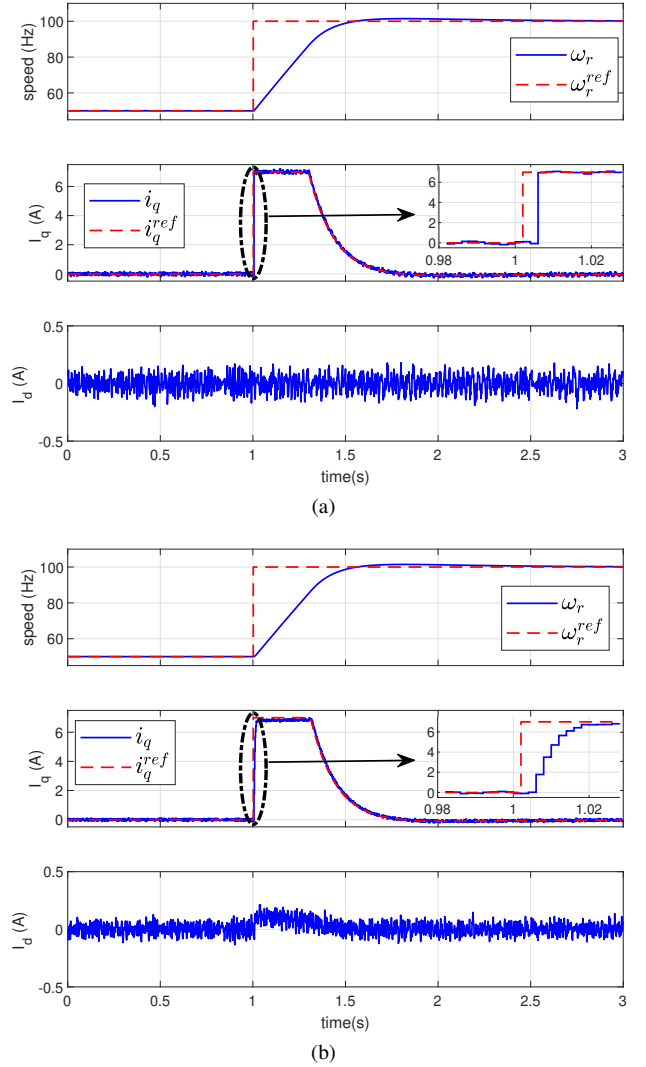 100
80
60
speed (Hz)
ω_r
ω_r^{ref}
6
4
2
0
I_q (A)
i_q
i_q^{ref}
6
4
2
0
0.98 1 1.02
0.5
0
-0.5
I_d (A)
0 0.5 1 1.5 2 2.5 3
time(s)
(a)
100
80
60
speed (Hz)
ω_r
ω_r^{ref}
6
4
2
0
I_q (A)
i_q
i_q^{ref}
6
4
2
0
0.98 1 1.02
0.5
0
-0.5
I_d (A)
0 0.5 1 1.5 2 2.5 3
time(s)
(b)